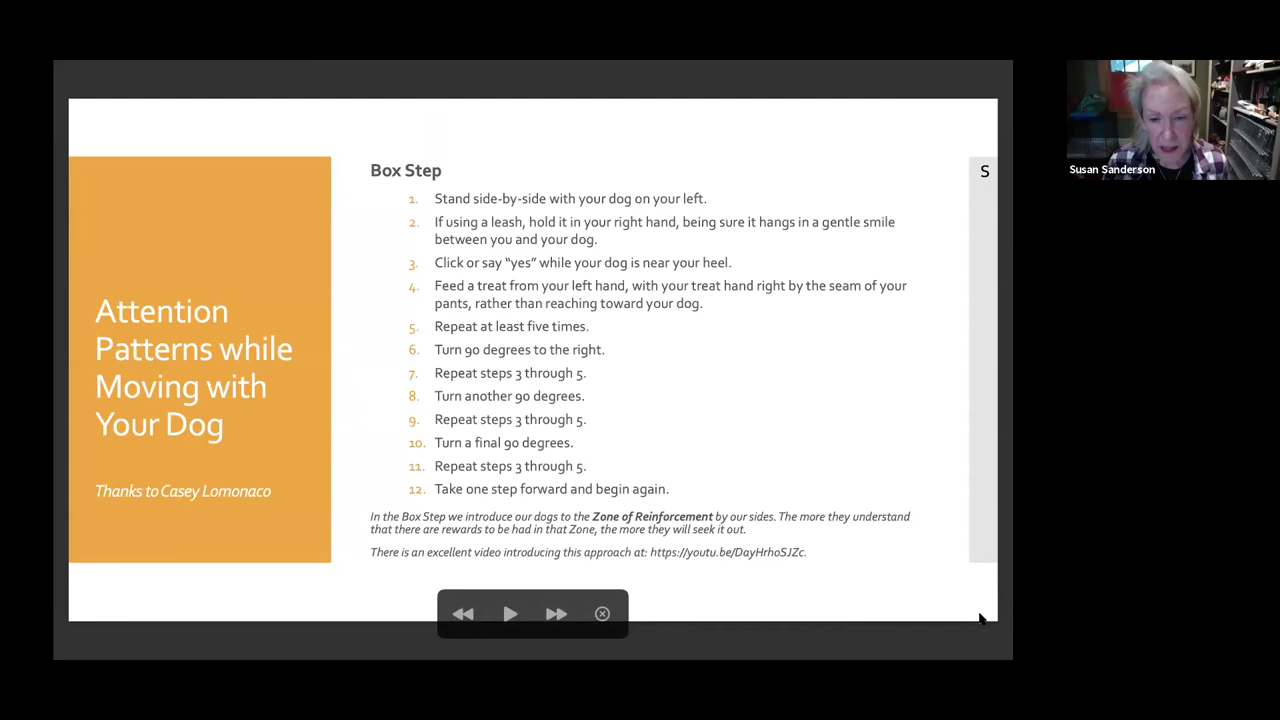 Attention
Patterns while
Moving with
Your Dog
Thanks to Casey Lomonaco
Box Step
1. Stand side-by-side with your dog on your left.
2. If using a leash, hold it in your right hand, being sure it hangs in a gentle smile
between you and your dog.
3. Click or say “yes” while your dog is near your heel.
4. Feed a treat from your left hand, with your treat hand right by the seam of your
pants, rather than reaching toward your dog.
5. Repeat at least five times.
6. Turn 90 degrees to the right.
7. Repeat steps 3 through 5.
8. Turn another 90 degrees.
9. Repeat steps 3 through 5.
10. Turn a final 90 degrees.
11. Repeat steps 3 through 5.
12. Take one step forward and begin again.
In the Box Step we introduce our dogs to the Zone of Reinforcement by our sides. The more they understand
that there are rewards to be had in that Zone, the more they will seek it out.
There is an excellent video introducing this approach at: https://youtu.be/DayHrhoSJZc.
S
Susan Sanderson